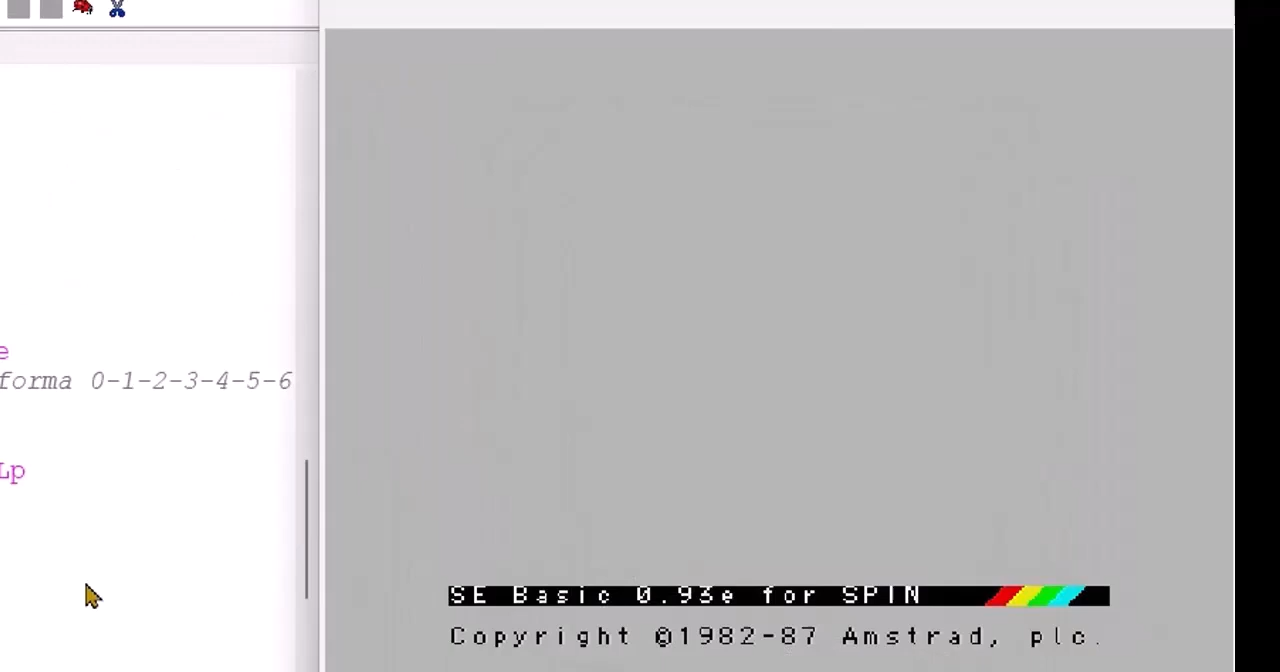 e
forma 0-1-2-3-4-5-6
Lp
SE Basic 0.93e for SPIN
Copyright ©1982-87 Amstrad, plc.